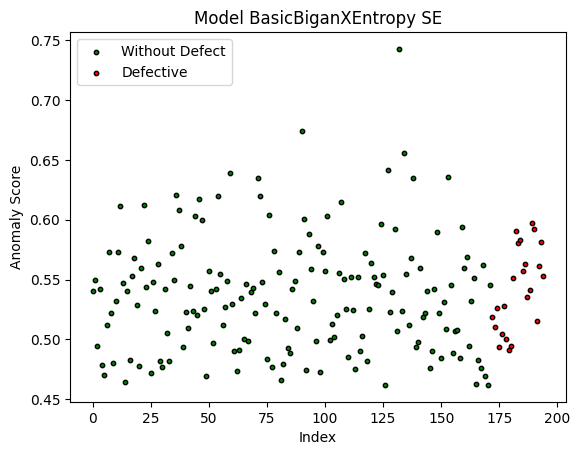 Model BasicBiganXEntropy SE
Without Defect
Defective
Anomaly Score
0.75
0.70
0.65
0.60
0.55
0.50
0.45
0 25 50 75 100 125 150 175 200
Index